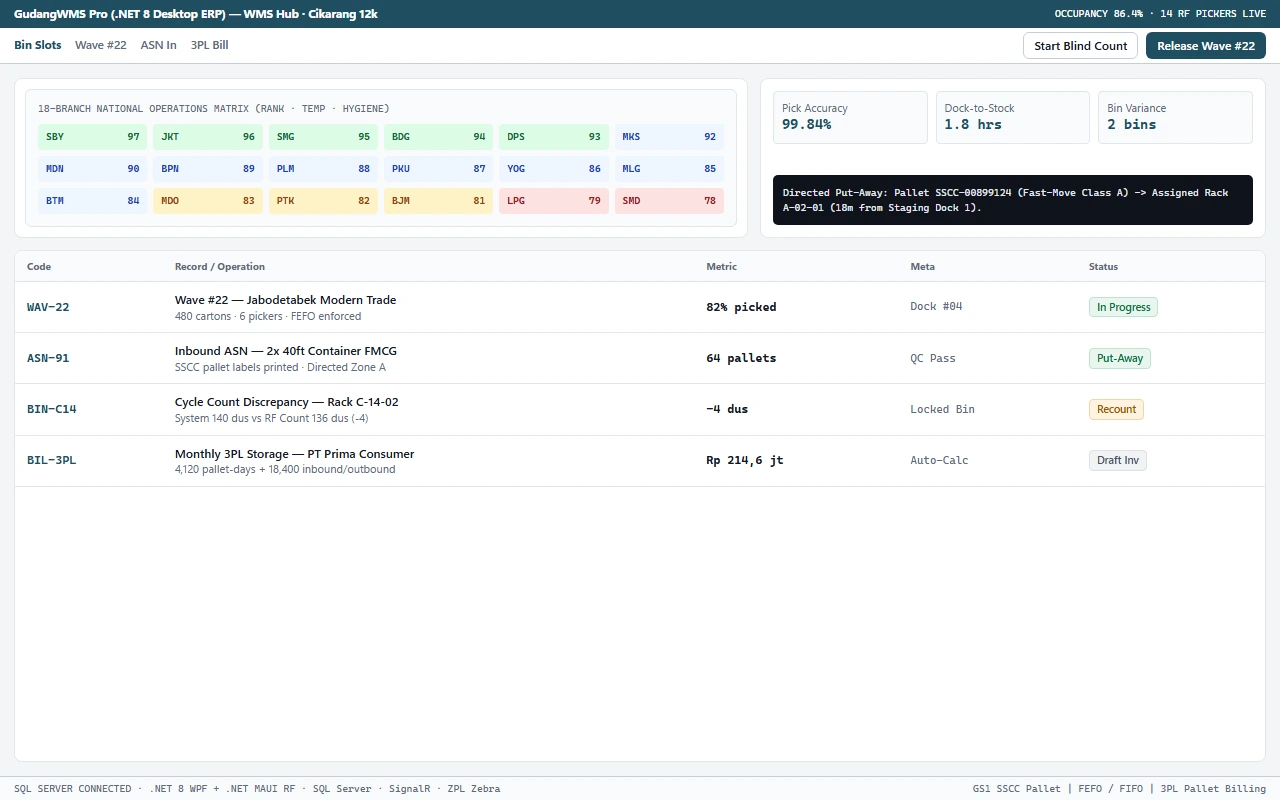 GudangWMS Pro (.NET 8 Desktop ERP) — WMS Hub · Cikarang 12k
OCCUPANCY 86.4% · 14 RF PICKERS LIVE
Bin Slots Wave #22 ASN In 3PL Bill
Start Blind Count
Release Wave #22
18-BRANCH NATIONAL OPERATIONS MATRIX (RANK · TEMP · HYGIENE)
SBY 97 JKT 96 SMG 95 BDG 94 DPS 93 MKS 92
MDN 90 BPN 89 PLM 88 PKU 87 YOG 86 MLG 85
BTM 84 MDO 83 PTK 82 BJM 81 LPG 79 SMD 78
Pick Accuracy
99.84%
Dock-to-Stock
1.8 hrs
Bin Variance
2 bins
Directed Put-Away: Pallet SSCC-00899124 (Fast-Move Class A) -> Assigned Rack
A-02-01 (18m from Staging Dock 1).
Code Record / Operation Metric Meta Status
WAV-22
Wave #22 — Jabodetabek Modern Trade
480 cartons · 6 pickers · FEFO enforced
82% picked
Dock #04
In Progress
ASN-91
Inbound ASN — 2x 40ft Container FMCG
SSCC pallet labels printed · Directed Zone A
64 pallets
QC Pass
Put-Away
BIN-C14
Cycle Count Discrepancy — Rack C-14-02
System 140 dus vs RF Count 136 dus (-4)
-4 dus
Locked Bin
Recount
BIL-3PL
Monthly 3PL Storage — PT Prima Consumer
4,120 pallet-days + 18,400 inbound/outbound
Rp 214,6 jt
Auto-Calc
Draft Inv
SQL SERVER CONNECTED · .NET 8 WPF + .NET MAUI RF · SQL Server · SignalR · ZPL Zebra
GS1 SSCC Pallet | FEFO / FIFO | 3PL Pallet Billing